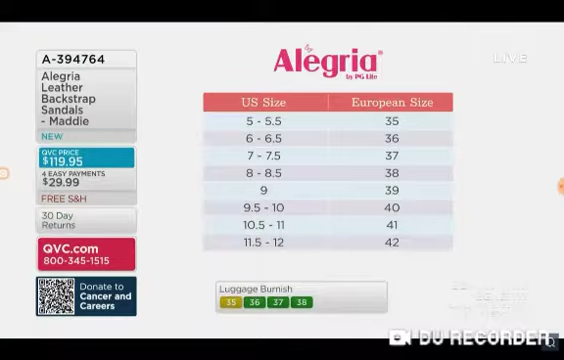 A-394764
Alegria
Leather
Backstrap
Sandals
- Maddie
NEW
QVC PRICE
$119.95
4 EASY PAYMENTS
$29.99
FREE S&H
30 Day
Returns
QVC.com
800-345-1515
Donate to
Cancer and
Careers
Alegria®
by PG Lite
LIVE
US Size European Size
5 - 5.5 35
6 - 6.5 36
7 - 7.5 37
8 - 8.5 38
9 39
9.5 - 10 40
10.5 - 11 41
11.5 - 12 42
Luggage Burnish
35 36 37 38
DU RECORDER